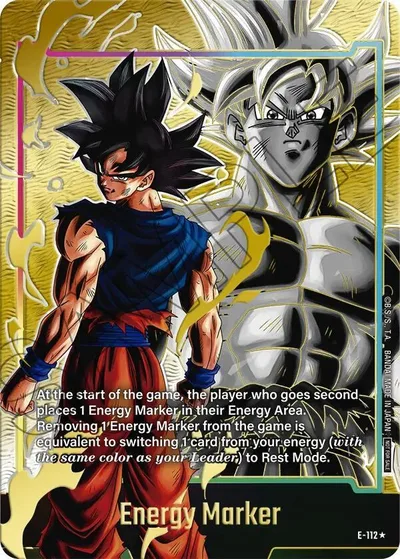 At the start of the game, the player who goes second
places 1 Energy Marker in their Energy Area.
Removing 1 Energy Marker from the game is
equivalent to switching 1 card from your energy (with
the same color as your Leader) to Rest Mode.
Energy Marker
E-112★
©B.S./S., T.A. BANDAI MADE IN JAPAN
NOT FOR SALE